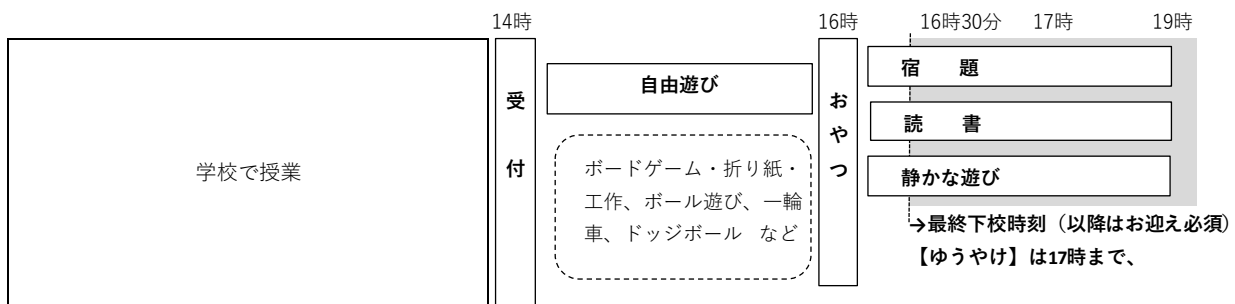 14時
16時
16時30分
17時
19時
学校で授業
受付
自由遊び
ボードゲーム・折り紙・
工作、ボール遊び、一輪
車、ドッジボール　など
おやつ
宿　題
読　書
静かな遊び
→最終下校時刻（以降はお迎え必須）
【ゆうやけ】は17時まで、